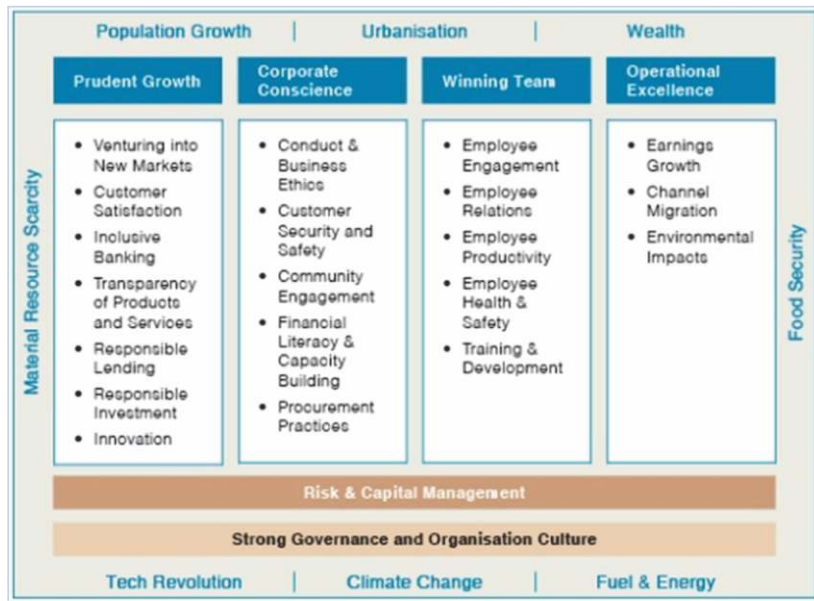 Population Growth | Urbanisation | Wealth
Material Resource Scarcity
Prudent Growth
• Venturing into
New Markets
• Customer
Satisfaction
• Inclusive
Banking
• Transparency
of Products
and Services
• Responsible
Lending
• Responsible
Investment
• Innovation
Corporate
Conscience
• Conduct &
Business
Ethics
• Customer
Security and
Safety
• Community
Engagement
• Financial
Literacy &
Capacity
Building
• Procurement
Practices
Winning Team
• Employee
Engagement
• Employee
Relations
• Employee
Productivity
• Employee
Health &
Safety
• Training &
Development
Operational
Excellence
• Earnings
Growth
• Channel
Migration
• Environmental
Impacts
Food Security
Risk & Capital Management
Strong Governance and Organisation Culture
Tech Revolution | Climate Change | Fuel & Energy